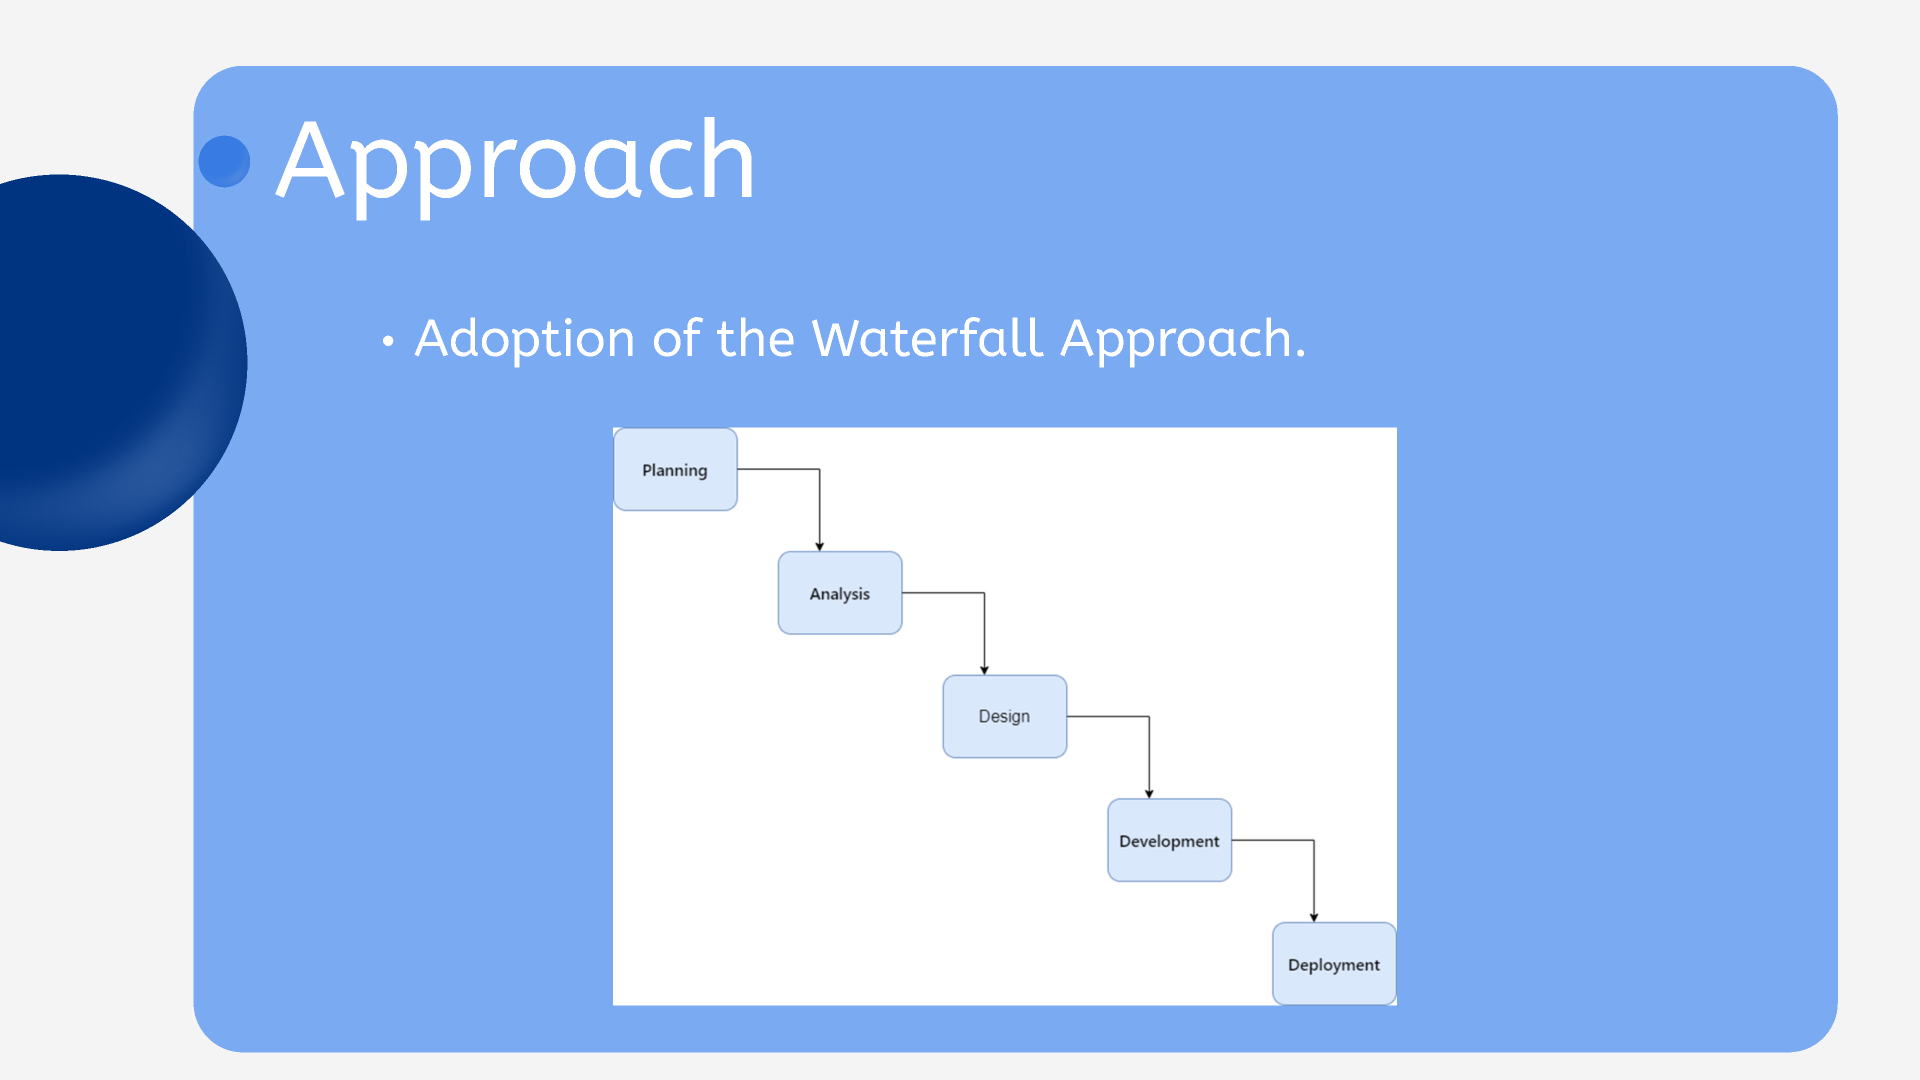 Approach
• Adoption of the Waterfall Approach.
Planning
Analysis
Design
Development
Deployment